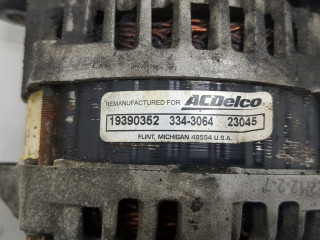 REMANUFACTURED FOR ACDelco
19390352 334-3064 23045
FLINT, MICHIGAN 48554 U.S.A.